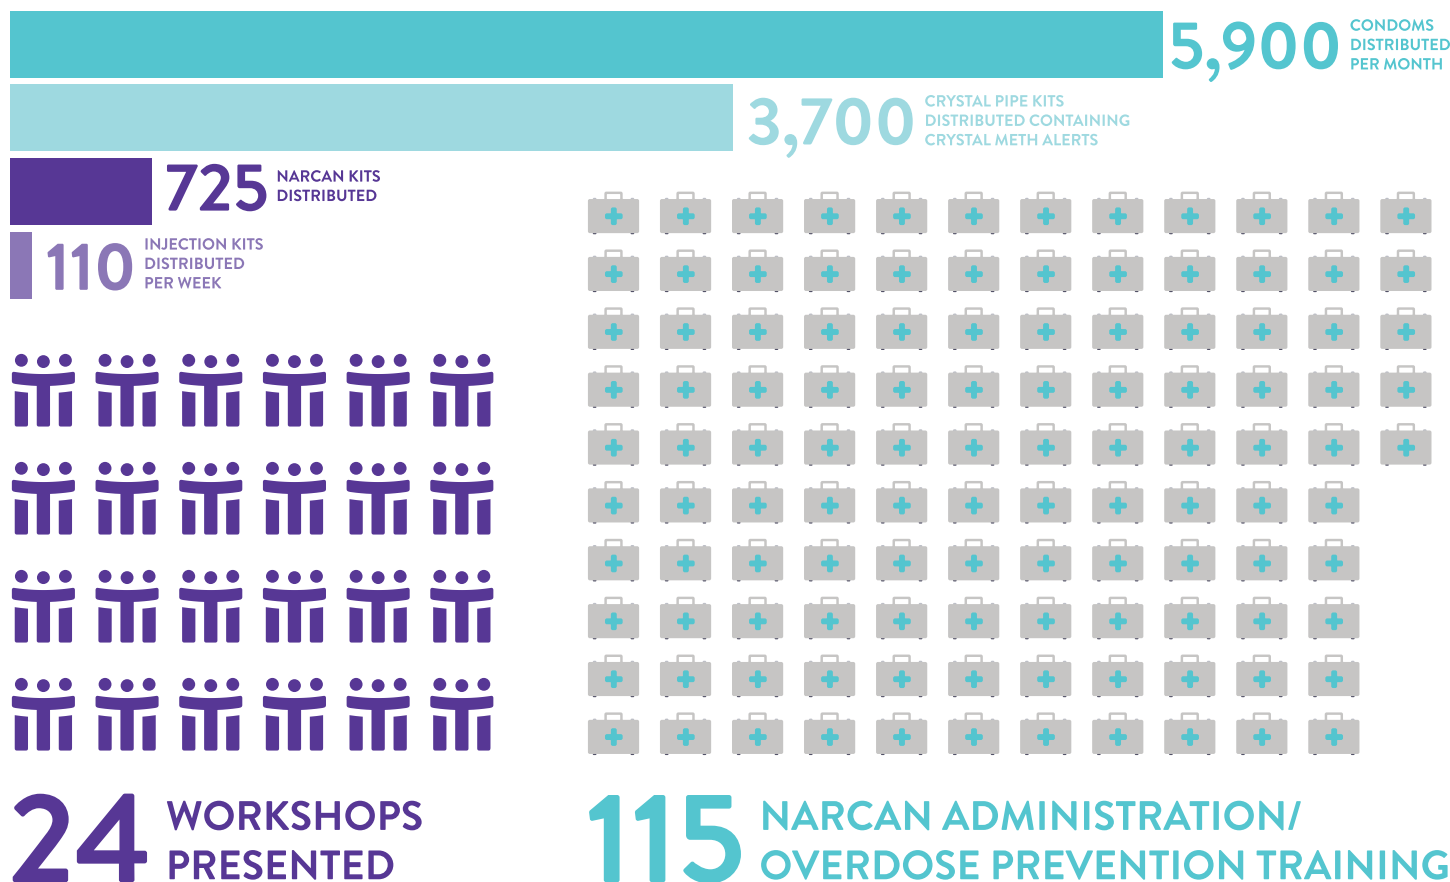 5,900
CONDOMS
DISTRIBUTED
PER MONTH
3,700
CRYSTAL PIPE KITS
DISTRIBUTED CONTAINING
CRYSTAL METH ALERTS
725
NARCAN KITS
DISTRIBUTED
110
INJECTION KITS
DISTRIBUTED
PER WEEK
24
WORKSHOPS
PRESENTED
115
NARCAN ADMINISTRATION/
OVERDOSE PREVENTION TRAINING